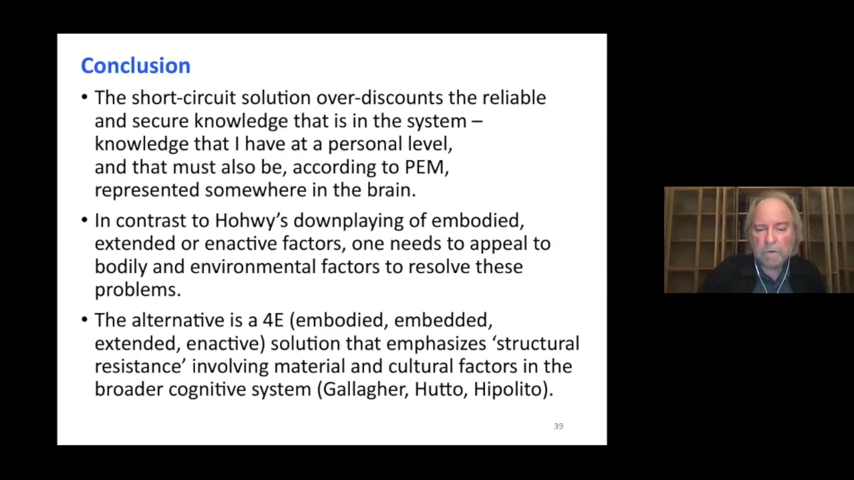 Conclusion
• The short-circuit solution over-discounts the reliable
and secure knowledge that is in the system –
knowledge that I have at a personal level,
and that must also be, according to PEM,
represented somewhere in the brain.
• In contrast to Hohwy's downplaying of embodied,
extended or enactive factors, one needs to appeal to
bodily and environmental factors to resolve these
problems.
• The alternative is a 4E (embodied, embedded,
extended, enactive) solution that emphasizes 'structural
resistance' involving material and cultural factors in the
broader cognitive system (Gallagher, Hutto, Hipolito).
39